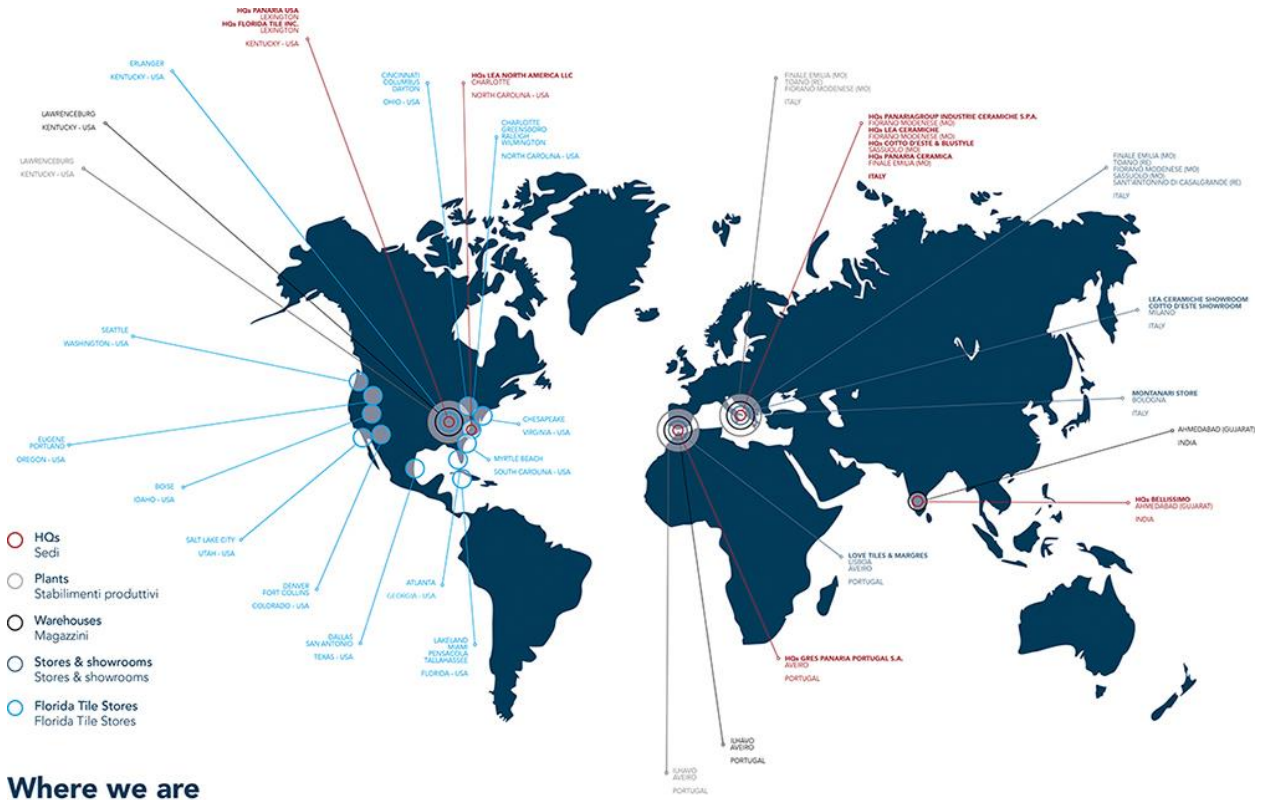 HQs PANARIA USA
LEXINGTON
HQs FLORIDA TILE INC.
LEXINGTON
KENTUCKY - USA
ERLANGER
KENTUCKY - USA
LAWRENCEBURG
KENTUCKY - USA
LAWRENCEBURG
KENTUCKY - USA
CINCINNATI
COLUMBUS
DAYTON
OHIO - USA
HQs LEA NORTH AMERICA LLC
CHARLOTTE
NORTH CAROLINA - USA
CHARLOTTE
GREENSBORO
RALEIGH
WILMINGTON
NORTH CAROLINA - USA
FINALE EMILIA (MO)
TOANO (RE)
FIORANO MODENESE (MO)
ITALY
HQs PANARIAGROUP INDUSTRIE CERAMICHE S.P.A.
FIORANO MODENESE (MO)
HQs LEA CERAMICHE
FIORANO MODENESE (MO)
HQs COTTO D'ESTE & BLUSTYLE
SASSUOLO (MO)
HQs PANARIA CERAMICA
FINALE EMILIA (MO)
ITALY
FINALE EMILIA (MO)
TOANO (RE)
FIORANO MODENESE (MO)
SASSUOLO (MO)
SANT'ANTONINO DI CASALGRANDE (RE)
ITALY
LEA CERAMICHE SHOWROOM
COTTO D'ESTE SHOWROOM
MILANO
ITALY
MONTANARI STORE
BOLOGNA
ITALY
AHMEDABAD (GUJARAT)
INDIA
HQs BELLISSIMO
AHMEDABAD (GUJARAT)
INDIA
SEATTLE
WASHINGTON - USA
EUGENE
PORTLAND
OREGON - USA
BOISE
IDAHO - USA
SALT LAKE CITY
UTAH - USA
DENVER
FORT COLLINS
COLORADO - USA
DALLAS
SAN ANTONIO
TEXAS - USA
ATLANTA
GEORGIA - USA
LAKELAND
MIAMI
PENSACOLA
TALLAHASSEE
FLORIDA - USA
CHESAPEAKE
VIRGINIA - USA
MYRTLE BEACH
SOUTH CAROLINA - USA
LOVE TILES & MARGRES
LISBOA
AVEIRO
PORTUGAL
HQs GRES PANARIA PORTUGAL S.A.
AVEIRO
PORTUGAL
ILHAVO
AVEIRO
PORTUGAL
ILHAVO
AVEIRO
PORTUGAL
HQs
Sedi
Plants
Stabilimenti produttivi
Warehouses
Magazzini
Stores & showrooms
Stores & showrooms
Florida Tile Stores
Florida Tile Stores
Where we are